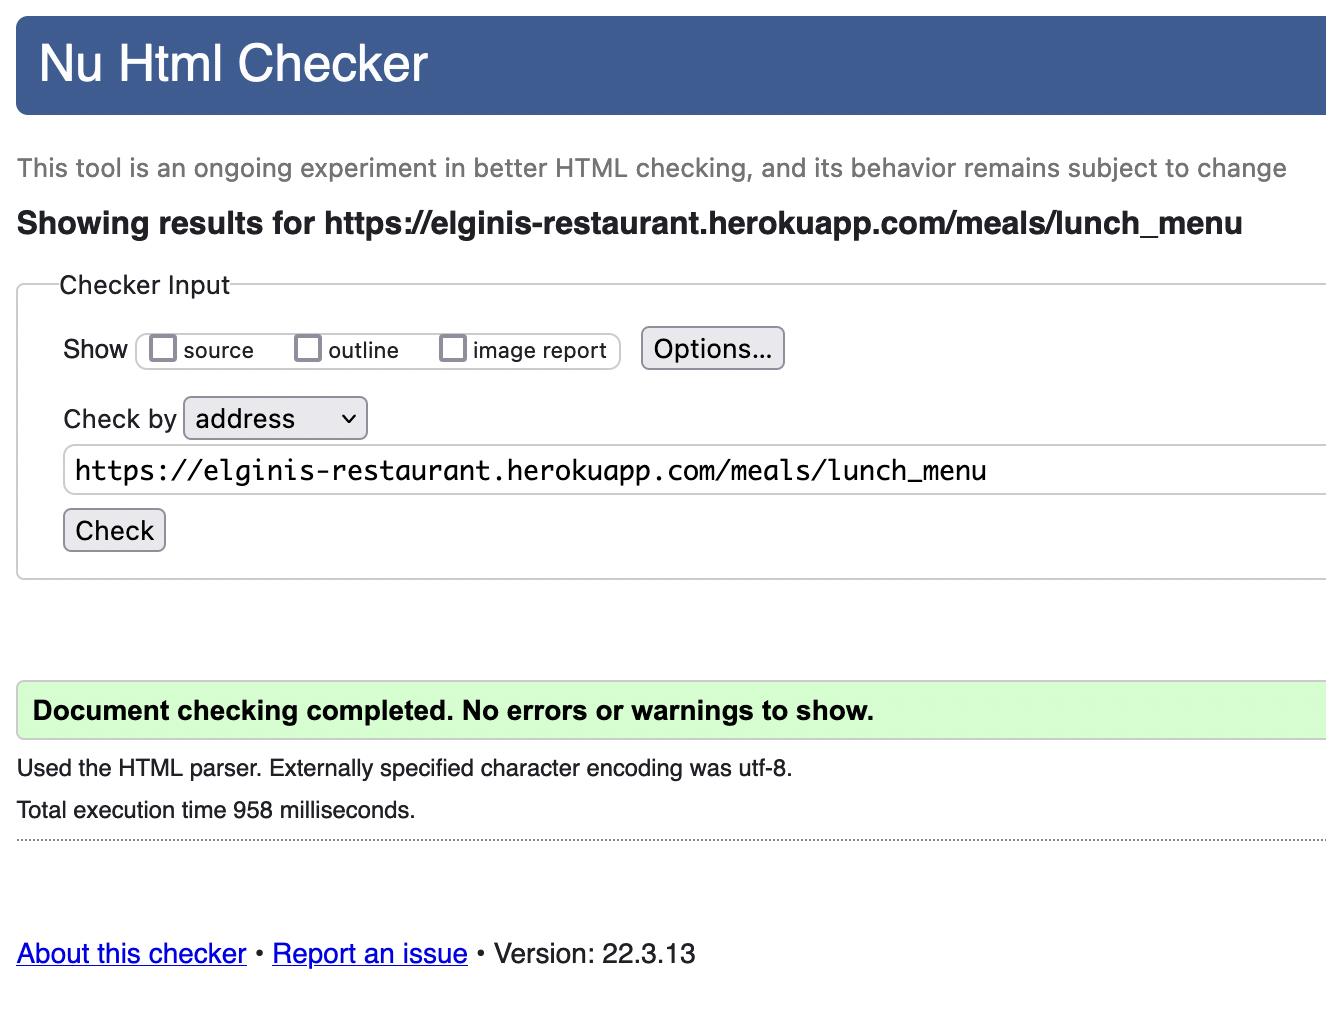 Nu Html Checker
This tool is an ongoing experiment in better HTML checking, and its behavior remains subject to change
Showing results for https://elginis-restaurant.herokuapp.com/meals/lunch_menu
Checker Input
Show source outline image report Options...
Check by address
https://elginis-restaurant.herokuapp.com/meals/lunch_menu
Check
Document checking completed. No errors or warnings to show.
Used the HTML parser. Externally specified character encoding was utf-8.
Total execution time 958 milliseconds.
About this checker • Report an issue • Version: 22.3.13